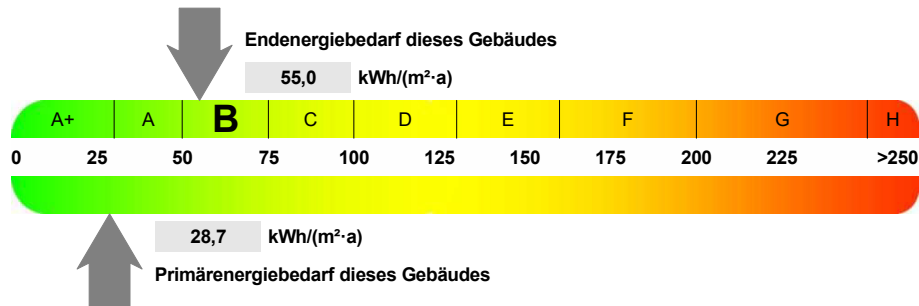 Endenergiebedarf dieses Gebäudes
55,0 kWh/(m²·a)
A+ A B C D E F G H
0 25 50 75 100 125 150 175 200 225 >250
28,7 kWh/(m²·a)
Primärenergiebedarf dieses Gebäudes